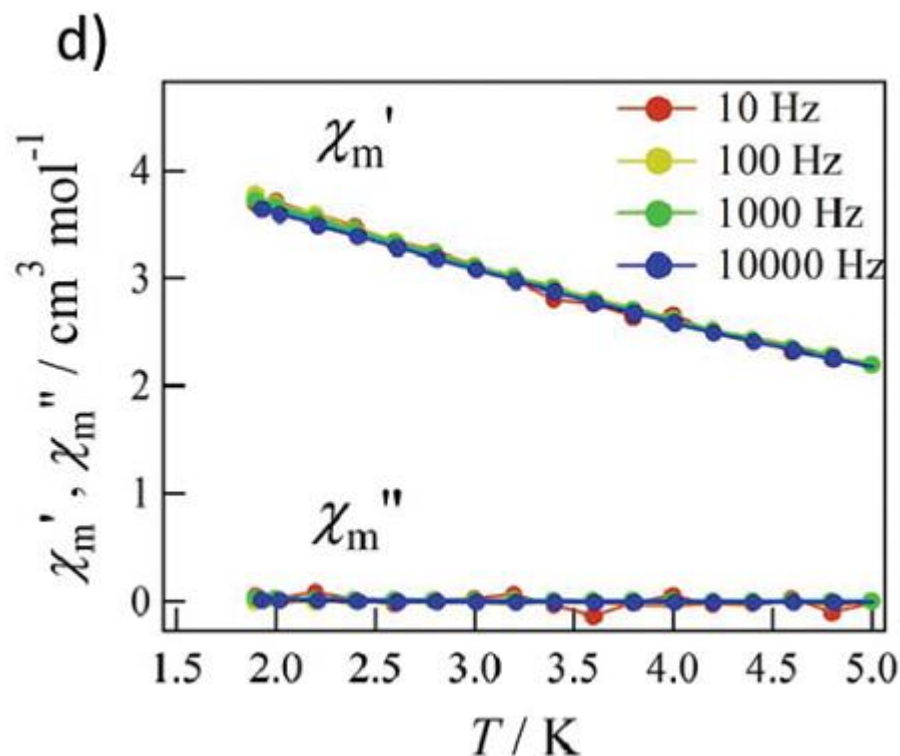 d)
χm'
10 Hz
100 Hz
1000 Hz
10000 Hz
χm''
χm', χm'' / cm³ mol⁻¹
4
3
2
1
0
1.5 2.0 2.5 3.0 3.5 4.0 4.5 5.0
T / K